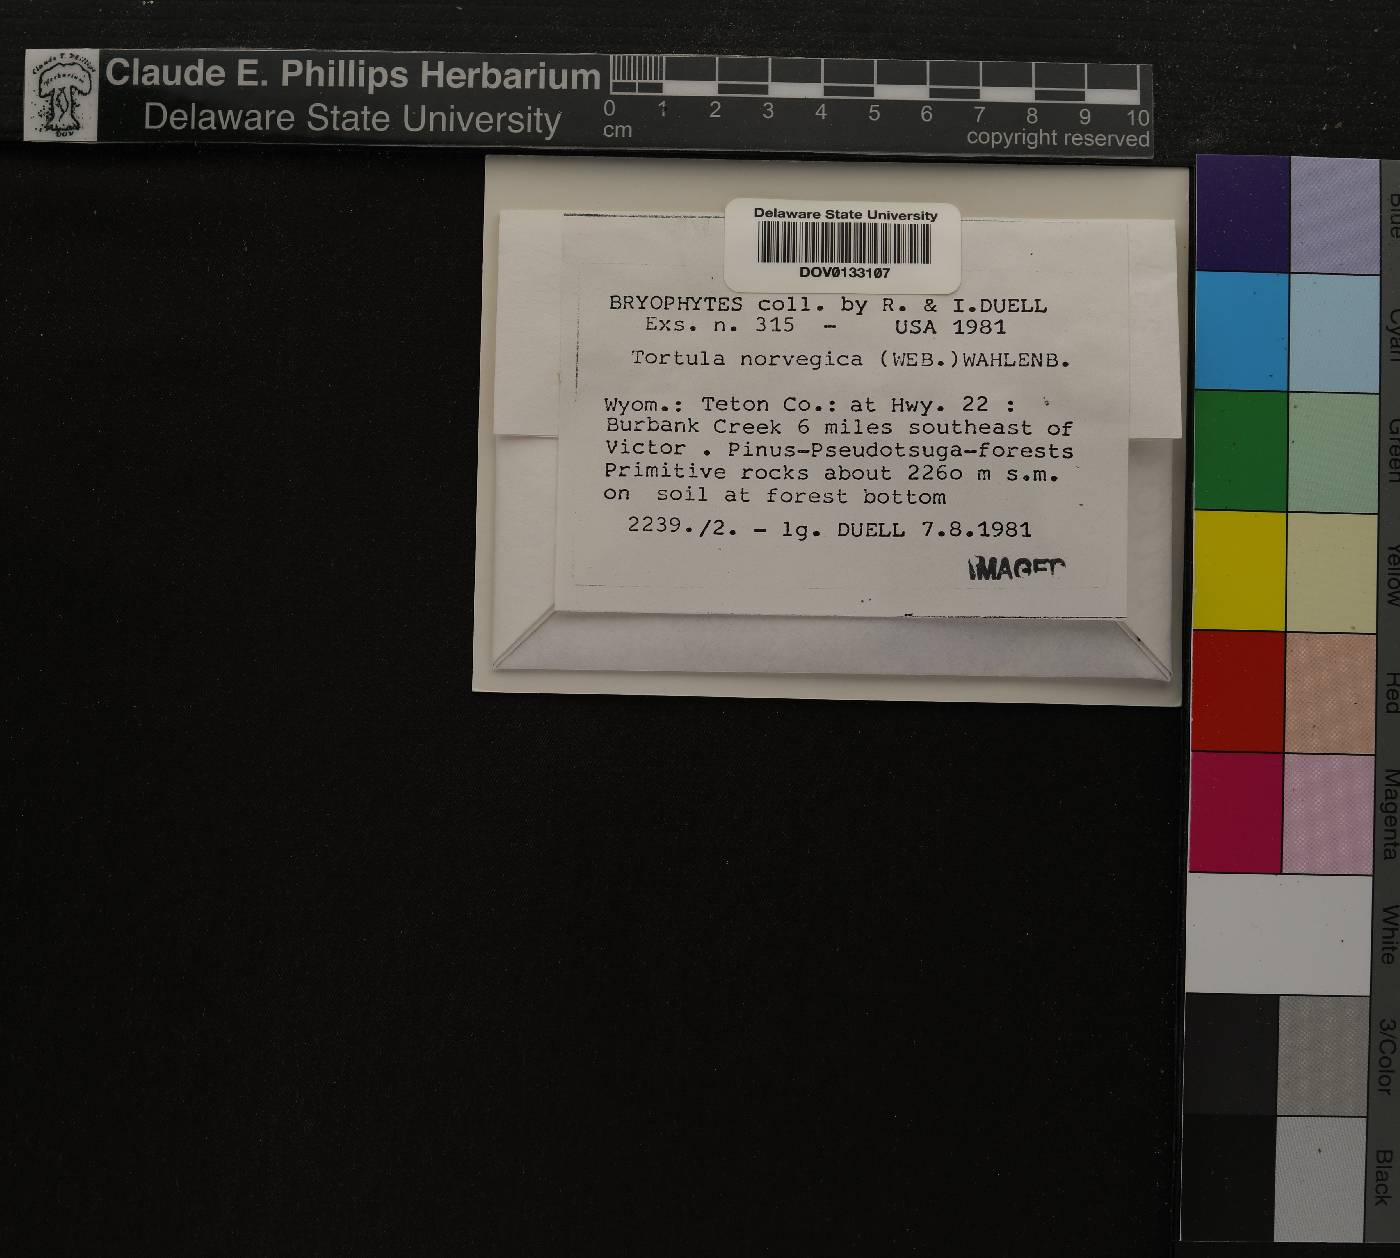 Claude E. Phillips Herbarium
Delaware State University
0 1 2 3 4 5 6 7 8 9 10
cm
copyright reserved
Delaware State University
DOV0133107
BRYOPHYTES coll. by R. & I.DUELL
Exs. n. 315 - USA 1981
Tortula norvegica (WEB.)WAHLENB.
Wyom.: Teton Co.: at Hwy. 22 :
Burbank Creek 6 miles southeast of
Victor . Pinus-Pseudotsuga-forests
Primitive rocks about 226o m s.m.
on soil at forest bottom
2239./2. - lg. DUELL 7.8.1981
IMAGED
Blue
Cyan
Green
Yellow
Red
Magenta
White
3/Color
Black